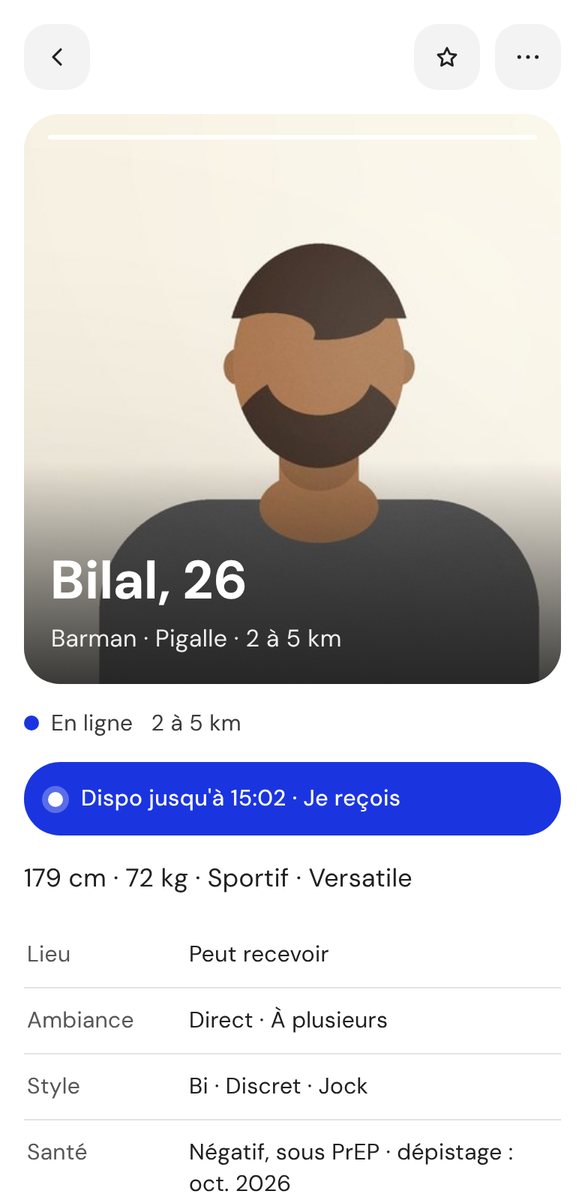 Bilal, 26
Barman · Pigalle · 2 à 5 km
En ligne 2 à 5 km
Dispo jusqu'à 15:02 · Je reçois
179 cm · 72 kg · Sportif · Versatile
Lieu Peut recevoir
Ambiance Direct · À plusieurs
Style Bi · Discret · Jock
Santé Négatif, sous PrEP · dépistage :
oct. 2026